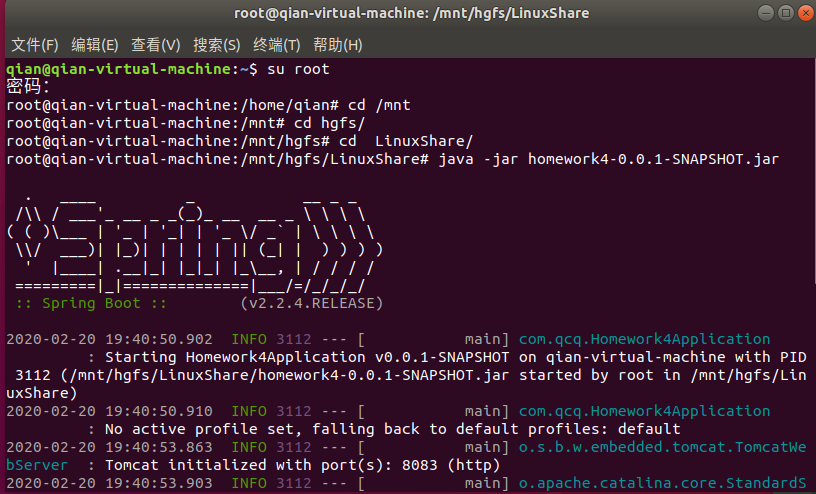 root@qian-virtual-machine: /mnt/hgfs/LinuxShare
文件(F) 编辑(E) 查看(V) 搜索(S) 终端(T) 帮助(H)
qian@qian-virtual-machine:~$ su root
密码：
root@qian-virtual-machine:/home/qian# cd /mnt
root@qian-virtual-machine:/mnt# cd hgfs/
root@qian-virtual-machine:/mnt/hgfs# cd  LinuxShare/
root@qian-virtual-machine:/mnt/hgfs/LinuxShare# java -jar homework4-0.0.1-SNAPSHOT.jar
  .   ____          _            __ _ _
 /\\ / ___'_ __ _ _(_)_ __  __ _ \ \ \ \
( ( )\___ | '_ | '_| | '_ \/ _` | \ \ \ \
 \\/  ___)| |_)| | | | | || (_| |  ) ) ) )
  '  |____| .__|_| |_|_| |_\__, | / / / /
 =========|_|==============|___/=/_/_/_/
 :: Spring Boot ::        (v2.2.4.RELEASE)
2020-02-20 19:40:50.902  INFO 3112 --- [           main] com.qcq.Homework4Application
         : Starting Homework4Application v0.0.1-SNAPSHOT on qian-virtual-machine with PID
 3112 (/mnt/hgfs/LinuxShare/homework4-0.0.1-SNAPSHOT.jar started by root in /mnt/hgfs/Lin
uxShare)
2020-02-20 19:40:50.910  INFO 3112 --- [           main] com.qcq.Homework4Application
         : No active profile set, falling back to default profiles: default
2020-02-20 19:40:53.863  INFO 3112 --- [           main] o.s.b.w.embedded.tomcat.TomcatWe
bServer  : Tomcat initialized with port(s): 8083 (http)
2020-02-20 19:40:53.903  INFO 3112 --- [           main] o.apache.catalina.core.StandardS